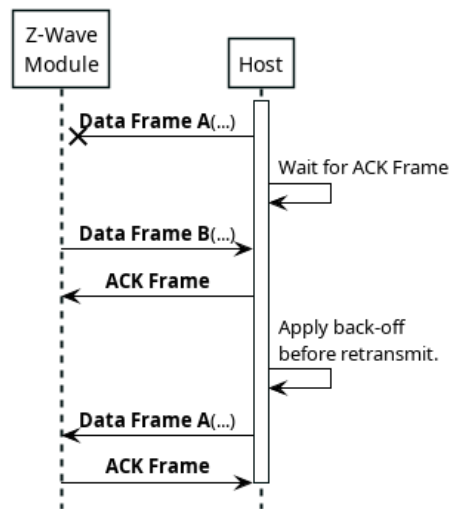 Z-Wave
Module
Host
Data Frame A(...)
Wait for ACK Frame
Data Frame B(...)
ACK Frame
Apply back-off
before retransmit.
Data Frame A(...)
ACK Frame